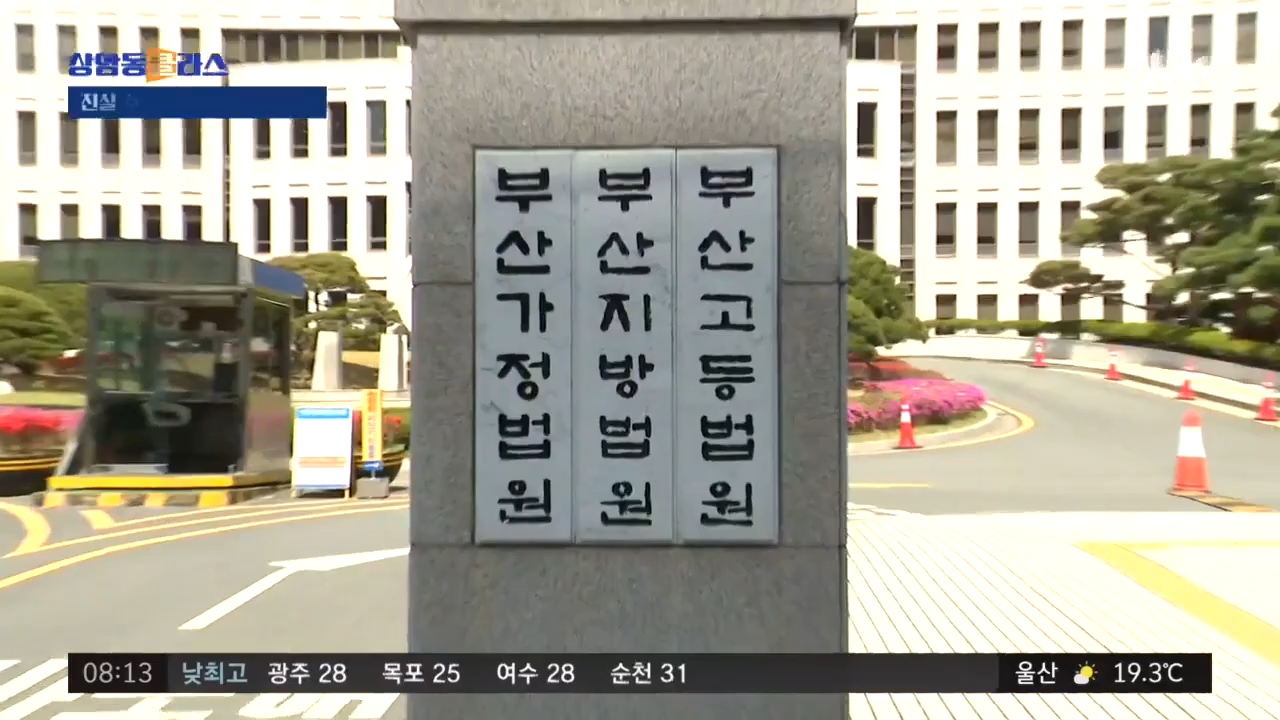 상암동클라스
진실
부산가정법원
부산지방법원
부산고등법원
08:13 낮최고 광주 28 목포 25 여수 28 순천 31 울산 19.3℃